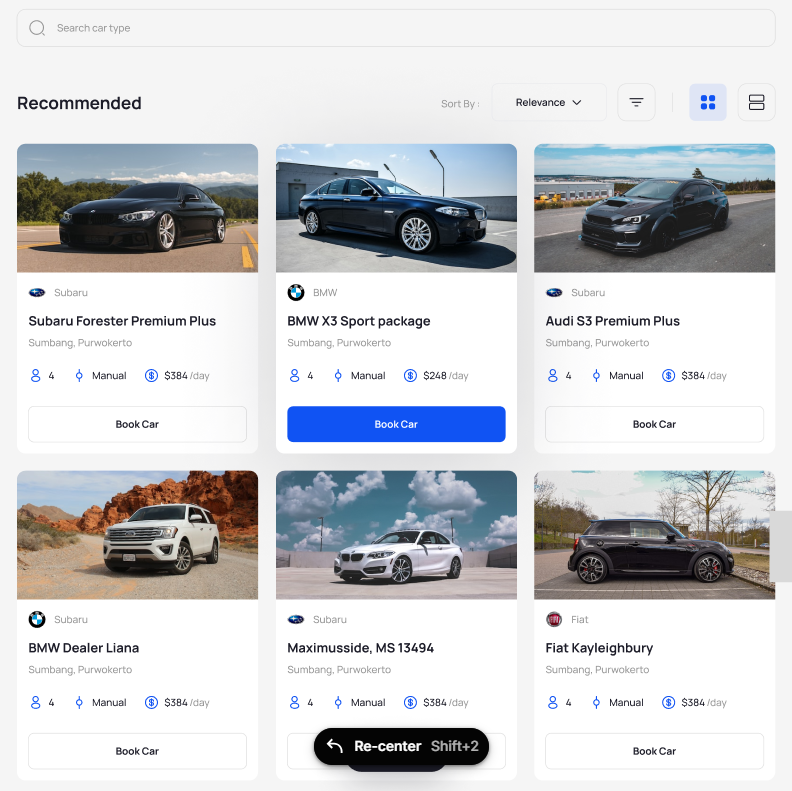 Search car type
Recommended
Sort By :
Relevance
Subaru
Subaru Forester Premium Plus
Sumbang, Purwokerto
4 Manual $384 /day
Book Car
BMW
BMW X3 Sport package
Sumbang, Purwokerto
4 Manual $248 /day
Book Car
Subaru
Audi S3 Premium Plus
Sumbang, Purwokerto
4 Manual $384 /day
Book Car
Subaru
BMW Dealer Liana
Sumbang, Purwokerto
4 Manual $384 /day
Book Car
Subaru
Maximusside, MS 13494
Sumbang, Purwokerto
4 Manual $384 /day
Re-center Shift+2
Fiat
Fiat Kayleighbury
Sumbang, Purwokerto
4 Manual $384 /day
Book Car